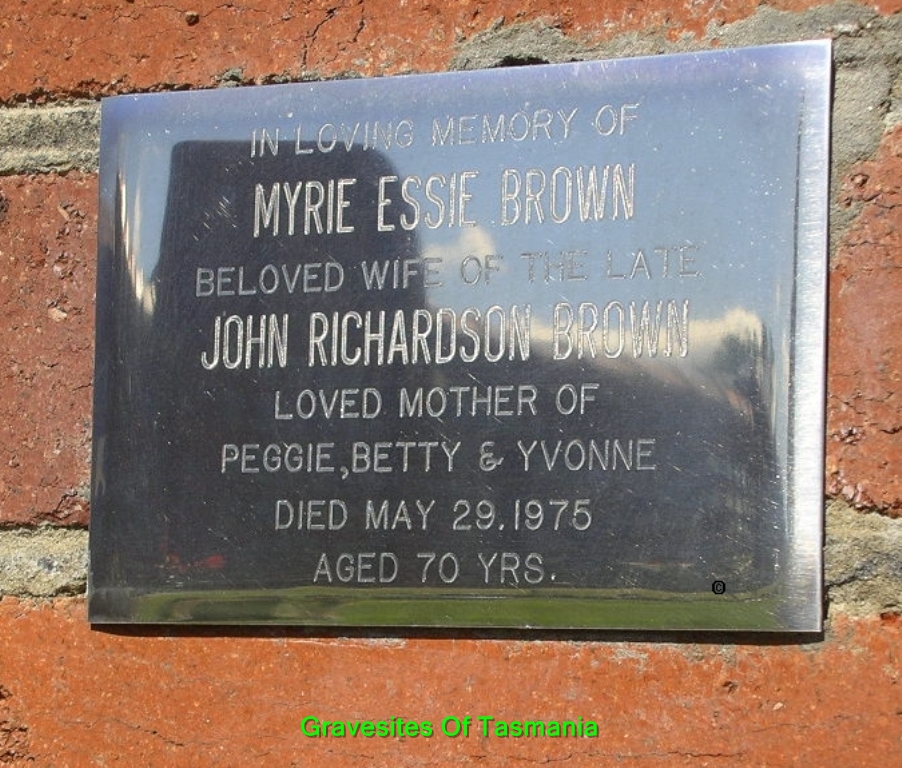 IN LOVING MEMORY OF
MYRIE ESSIE BROWN
BELOVED WIFE OF THE LATE
JOHN RICHARDSON BROWN
LOVED MOTHER OF
PEGGIE,BETTY & YVONNE
DIED MAY 29.1975
AGED 70 YRS.
©
Gravesites Of Tasmania